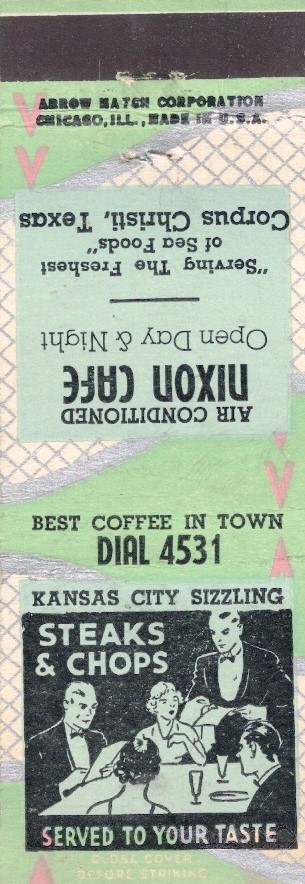 ARROW MATCH CORPORATION
CHICAGO, ILL., MADE IN U.S.A.
AIR CONDITIONED
NIXON CAFE
Open Day & Night
"Serving The Freshest
of Sea Foods"
Corpus Christi, Texas
BEST COFFEE IN TOWN
DIAL 4531
KANSAS CITY SIZZLING
STEAKS
& CHOPS
SERVED TO YOUR TASTE
CLOSE COVER
BEFORE STRIKING